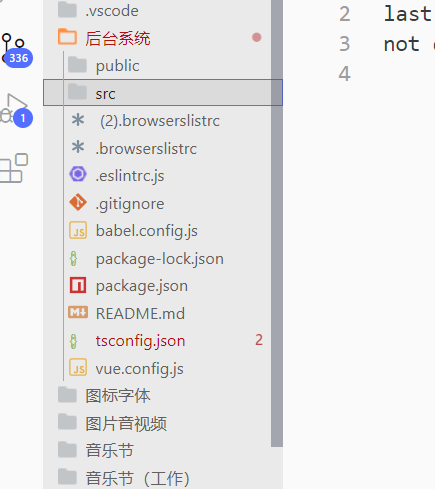 .vscode
后台系统
public
src
(2).browserslistrc
.browserslistrc
.eslintrc.js
.gitignore
JS babel.config.js
package-lock.json
package.json
README.md
tsconfig.json 2
JS vue.config.js
图标字体
图片音视频
音乐节
音乐节（工作）
336
1
2 last
3 not
4